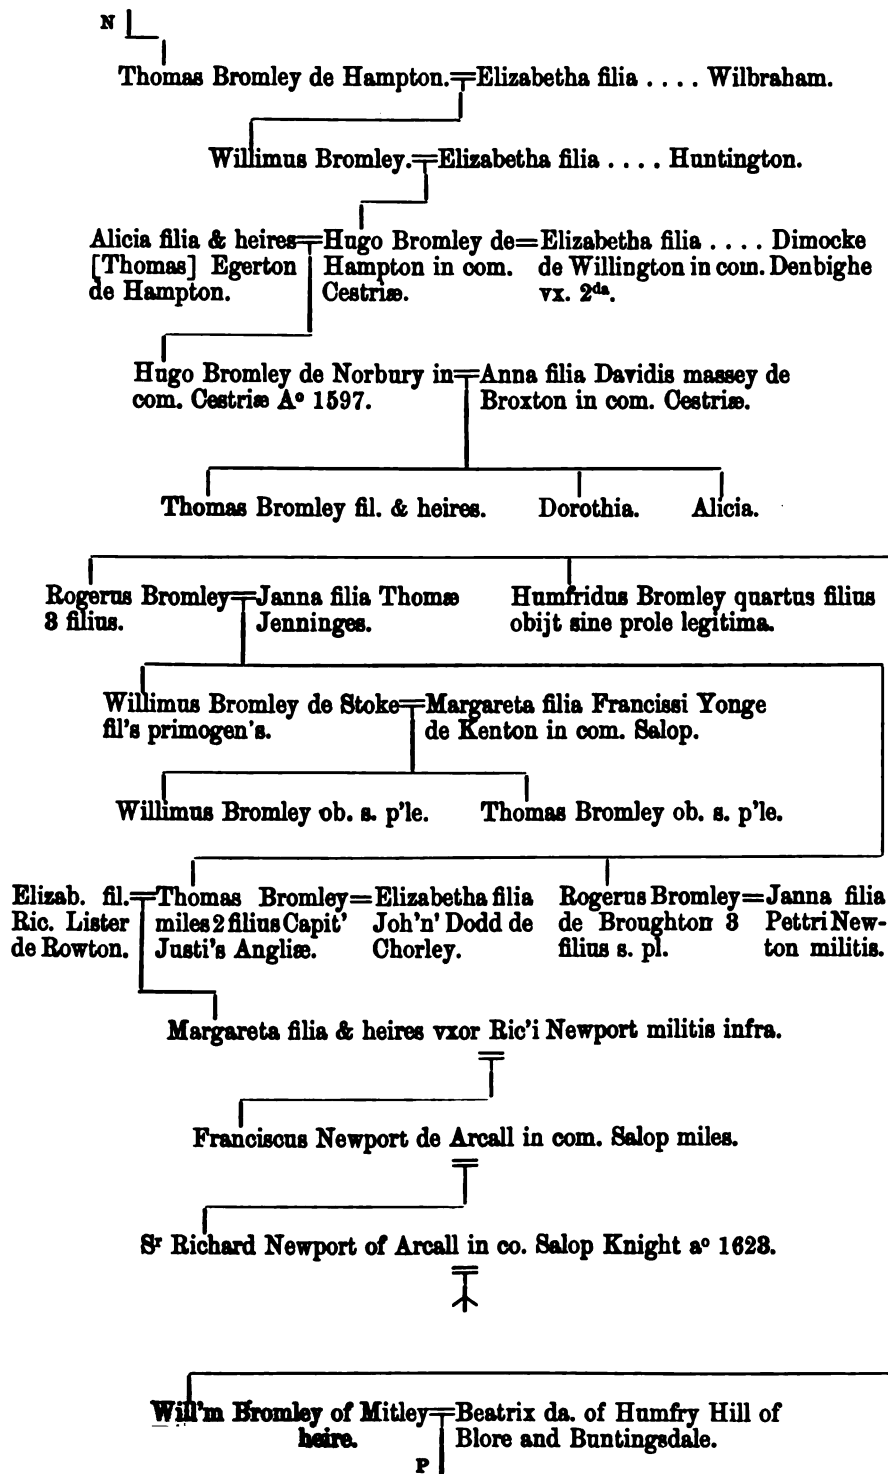 N
Thomas Bromley de Hampton.=Elizabetha filia .... Wilbraham.
Willimus Bromley.=Elizabetha filia .... Huntington.
Alicia filia & heires=Hugo Bromley de=Elizabetha filia .... Dimocke
[Thomas] Egerton Hampton in com. de Willington in com. Denbighe
de Hampton. Cestriæ. vx. 2da.
Hugo Bromley de Norbury in=Anna filia Davidis massey de
com. Cestriæ Ao 1597. Broxton in com. Cestriæ.
Thomas Bromley fil. & heires. Dorothia. Alicia.
Rogerus Bromley=Janna filia Thomæ Humfridus Bromley quartus filius
3 filius. Jenninges. obijt sine prole legitima.
Willimus Bromley de Stoke=Margareta filia Francissi Yonge
fil's primogen's. de Kenton in com. Salop.
Willimus Bromley ob. s. p'le. Thomas Bromley ob. s. p'le.
Elizab. fil.=Thomas Bromley=Elizabetha filia Rogerus Bromley=Janna filia
Ric. Lister miles 2 filius Capit' Joh'n' Dodd de de Broughton 3 Pettri New-
de Rowton. Justi's Angliæ. Chorley. filius s. pl. ton militis.
Margareta filia & heires vxor Ric'i Newport militis infra.
Franciscus Newport de Arcall in com. Salop miles.
Sr Richard Newport of Arcall in co. Salop Knight ao 1623.
Will'm Bromley of Mitley=Beatrix da. of Humfry Hill of
heire. Blore and Buntingsdale.
P